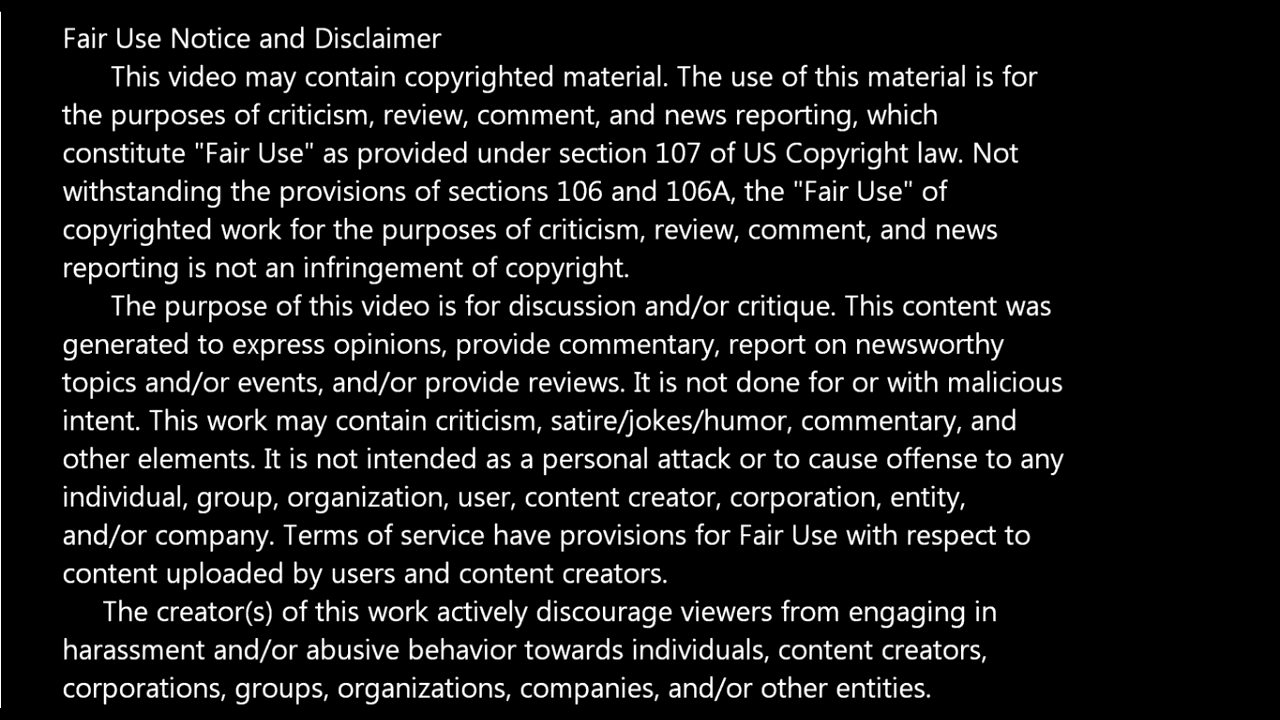 Fair Use Notice and Disclaimer
This video may contain copyrighted material. The use of this material is for
the purposes of criticism, review, comment, and news reporting, which
constitute "Fair Use" as provided under section 107 of US Copyright law. Not
withstanding the provisions of sections 106 and 106A, the "Fair Use" of
copyrighted work for the purposes of criticism, review, comment, and news
reporting is not an infringement of copyright.
The purpose of this video is for discussion and/or critique. This content was
generated to express opinions, provide commentary, report on newsworthy
topics and/or events, and/or provide reviews. It is not done for or with malicious
intent. This work may contain criticism, satire/jokes/humor, commentary, and
other elements. It is not intended as a personal attack or to cause offense to any
individual, group, organization, user, content creator, corporation, entity,
and/or company. Terms of service have provisions for Fair Use with respect to
content uploaded by users and content creators.
The creator(s) of this work actively discourage viewers from engaging in
harassment and/or abusive behavior towards individuals, content creators,
corporations, groups, organizations, companies, and/or other entities.